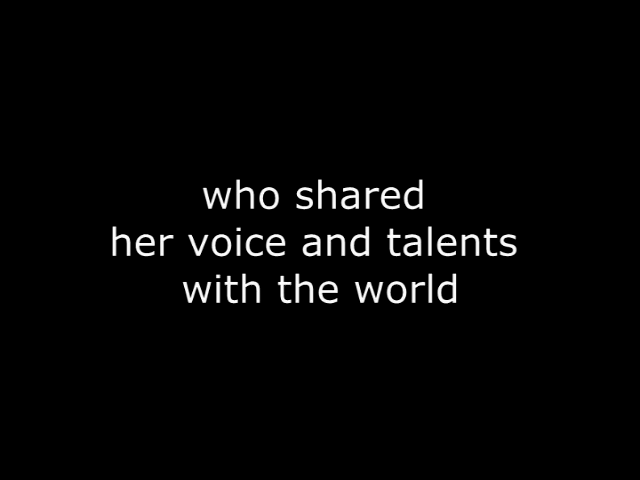 who shared
her voice and talents
with the world